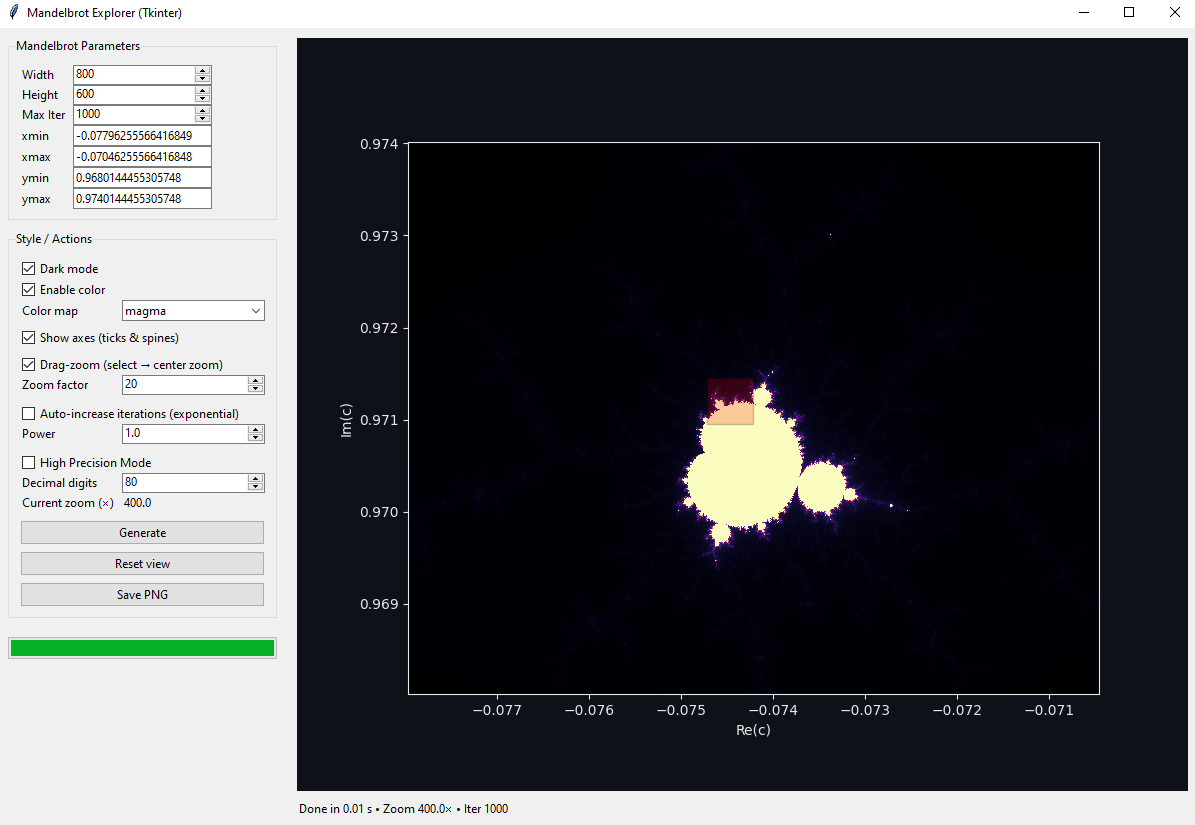 Mandelbrot Explorer (Tkinter)
Mandelbrot Parameters
Width 800
Height 600
Max Iter 1000
xmin -0.07796255566416849
xmax -0.07046255566416848
ymin 0.9680144455305748
ymax 0.9740144455305748
Style / Actions
Dark mode
Enable color
Color map magma
Show axes (ticks & spines)
Drag-zoom (select → center zoom)
Zoom factor 20
Auto-increase iterations (exponential)
Power 1.0
High Precision Mode
Decimal digits 80
Current zoom (×) 400.0
Generate
Reset view
Save PNG
0.974
0.973
0.972
0.971
0.970
0.969
Im(c)
−0.077 −0.076 −0.075 −0.074 −0.073 −0.072 −0.071
Re(c)
Done in 0.01 s • Zoom 400.0× • Iter 1000